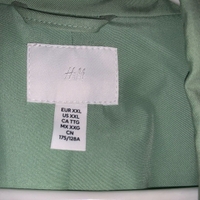 H&M
EUR XXL
US XXL
CA TTG
MX XXG
CN
175/128A